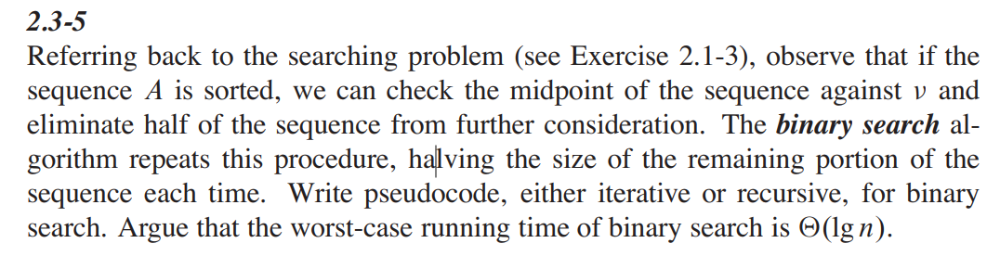 2.3-5
Referring back to the searching problem (see Exercise 2.1-3), observe that if the
sequence A is sorted, we can check the midpoint of the sequence against ν and
eliminate half of the sequence from further consideration. The binary search al-
gorithm repeats this procedure, halving the size of the remaining portion of the
sequence each time. Write pseudocode, either iterative or recursive, for binary
search. Argue that the worst-case running time of binary search is Θ(lg n).